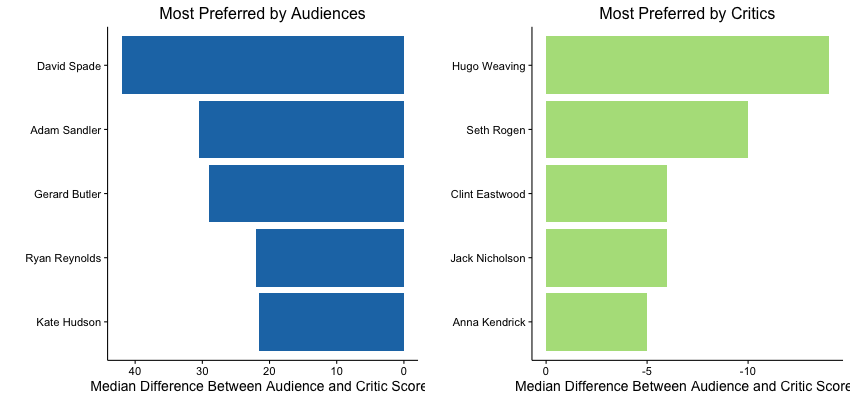 Most Preferred by Audiences
David Spade
Adam Sandler
Gerard Butler
Ryan Reynolds
Kate Hudson
40 30 20 10 0
Median Difference Between Audience and Critic Score
Most Preferred by Critics
Hugo Weaving
Seth Rogen
Clint Eastwood
Jack Nicholson
Anna Kendrick
0 -5 -10
Median Difference Between Audience and Critic Score